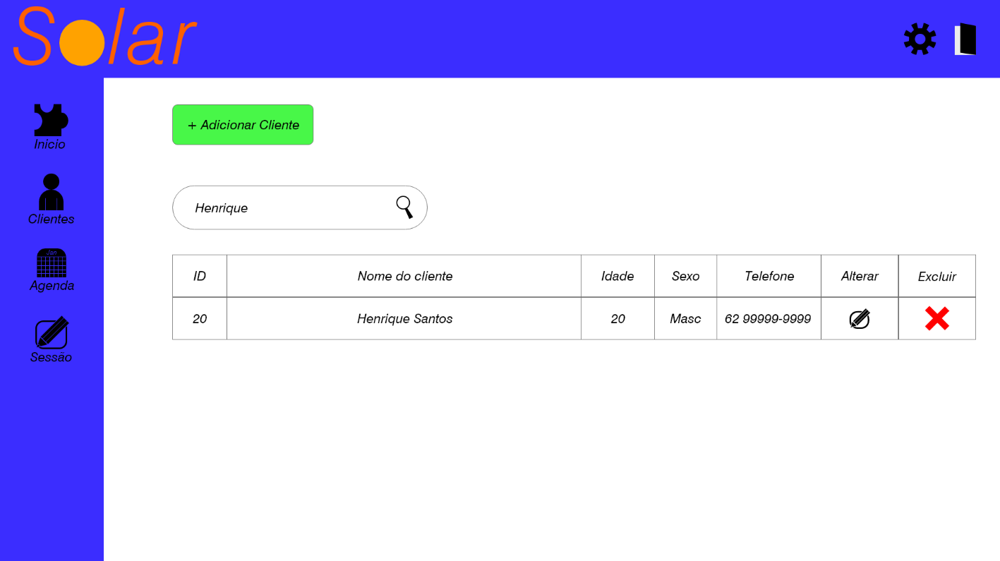 Solar
Inicio
Clientes
Jan
Agenda
Sessão
+ Adicionar Cliente
Henrique
ID Nome do cliente Idade Sexo Telefone Alterar Excluir
20 Henrique Santos 20 Masc 62 99999-9999